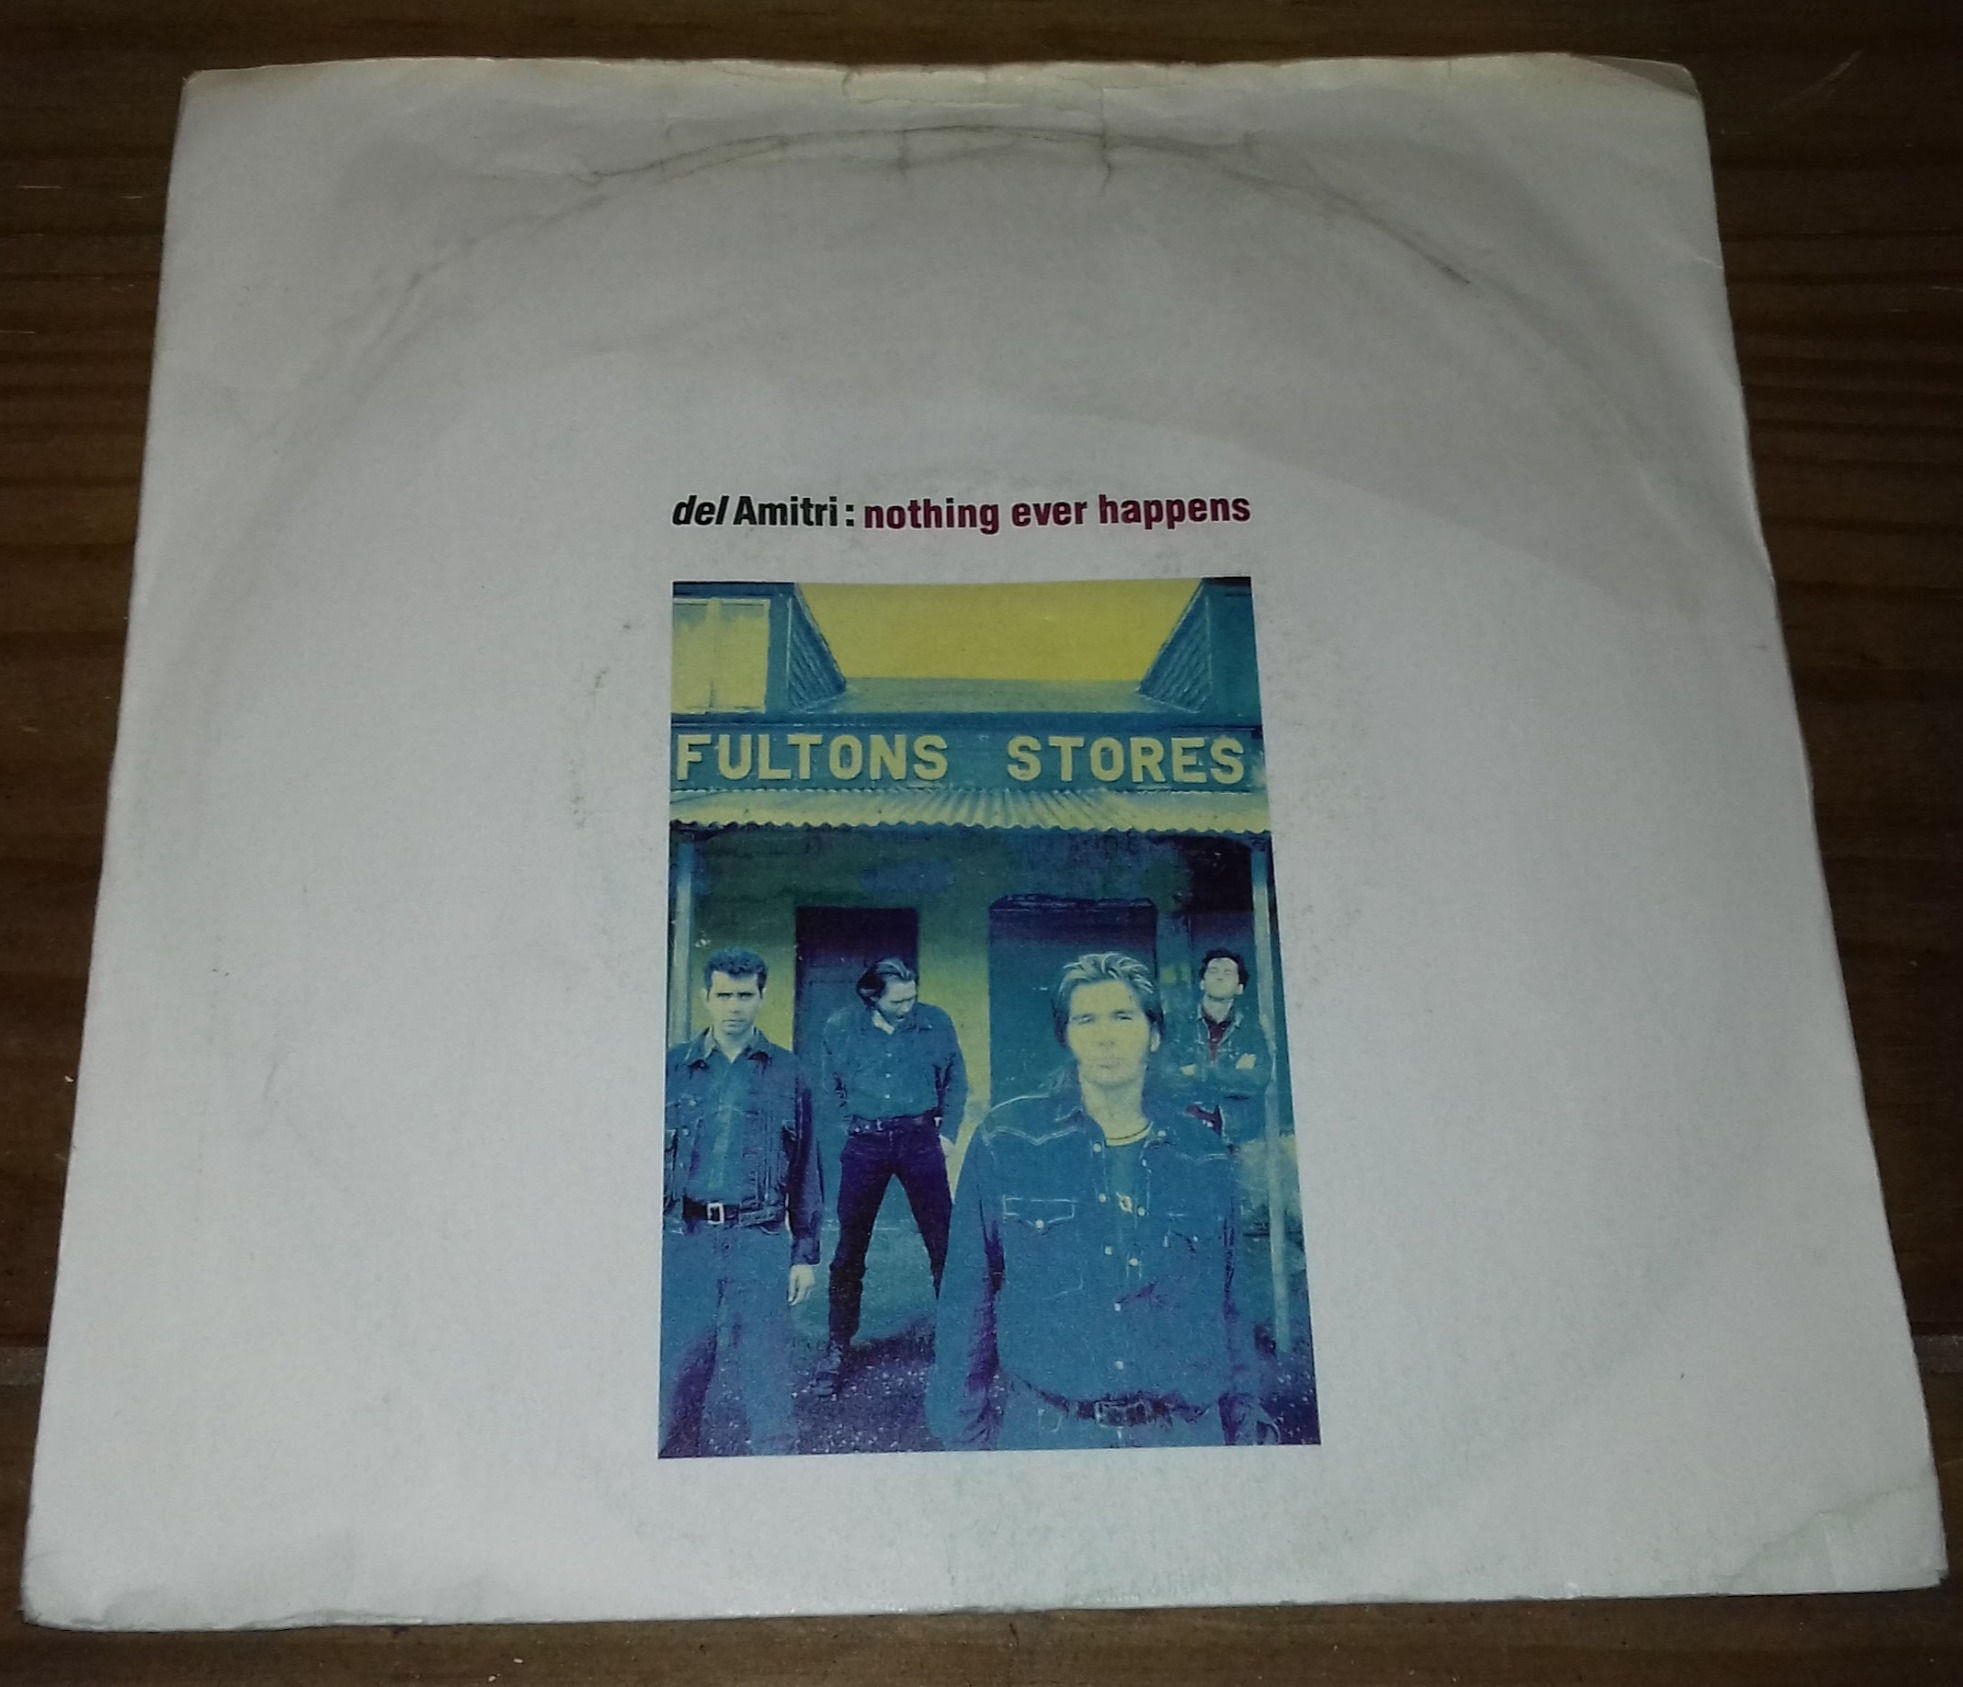 del Amitri: nothing ever happens
FULTONS STORES